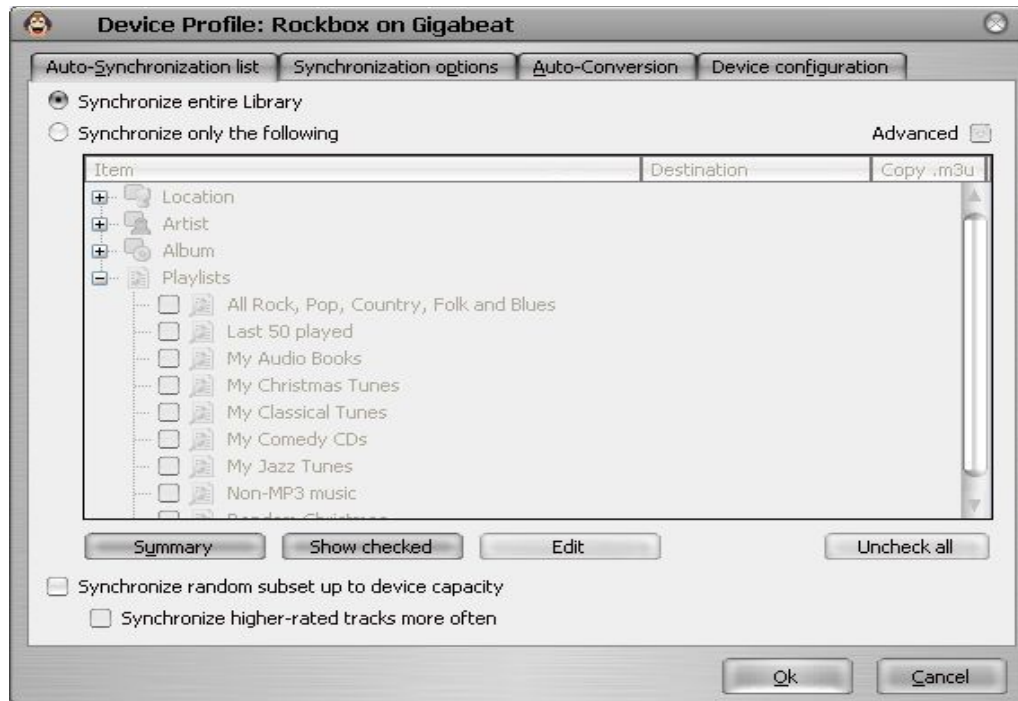 Device Profile: Rockbox on Gigabeat
Auto-Synchronization list Synchronization options Auto-Conversion Device configuration
Synchronize entire Library
Synchronize only the following Advanced
Item Destination Copy .m3u
Location
Artist
Album
Playlists
All Rock, Pop, Country, Folk and Blues
Last 50 played
My Audio Books
My Christmas Tunes
My Classical Tunes
My Comedy CDs
My Jazz Tunes
Non-MP3 music
Random Christmas
Summary Show checked Edit Uncheck all
Synchronize random subset up to device capacity
Synchronize higher-rated tracks more often
Ok Cancel